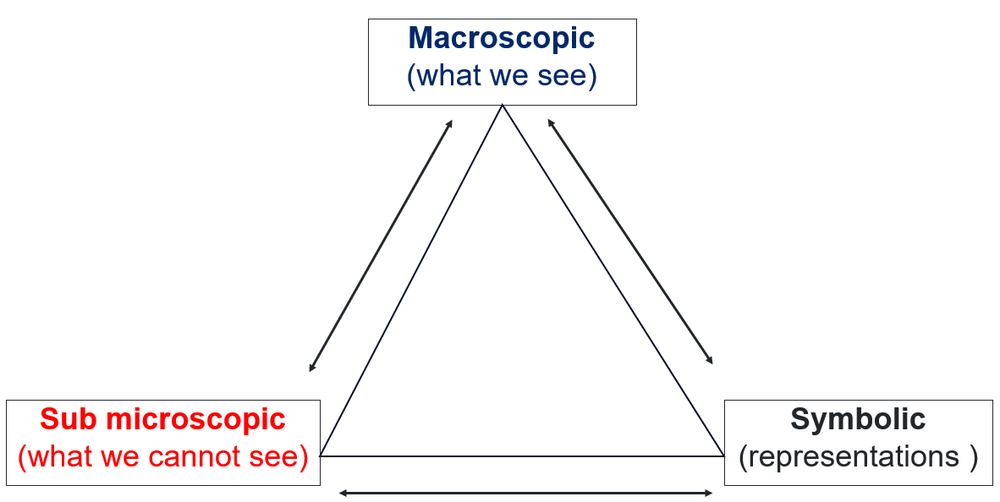 Macroscopic
(what we see)
Sub microscopic
(what we cannot see)
Symbolic
(representations )